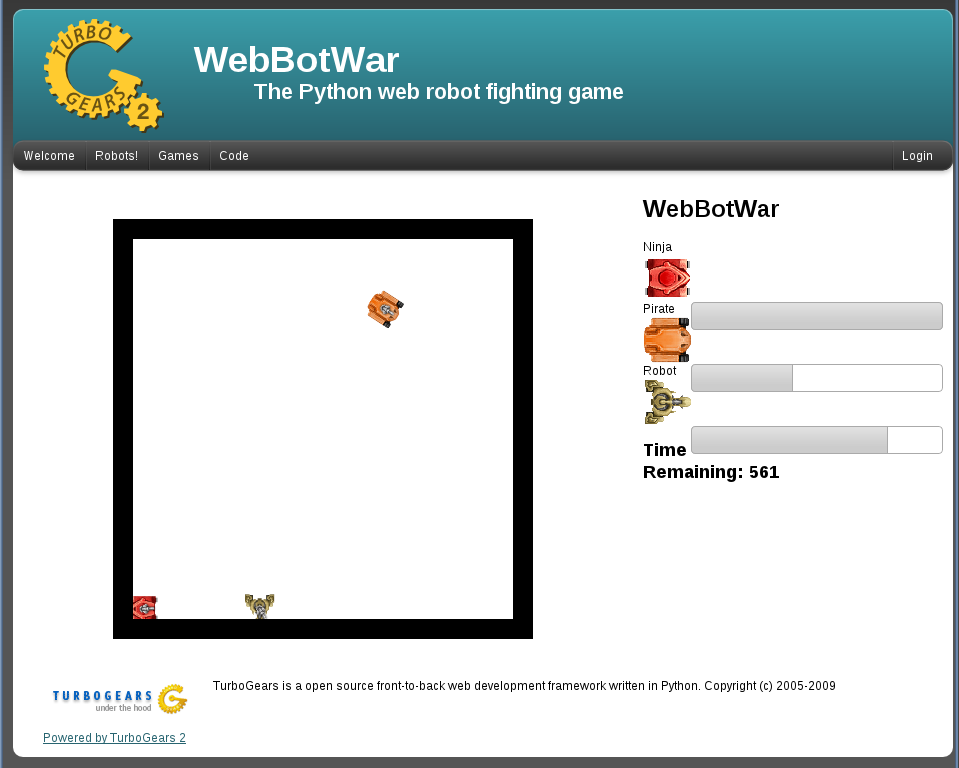 TURBO
GEARS
2
WebBotWar
The Python web robot fighting game
Welcome
Robots!
Games
Code
Login
WebBotWar
Ninja
Pirate
Robot
Time
Remaining: 561
TURBOGEARS
under the hood
TurboGears is a open source front-to-back web development framework written in Python. Copyright (c) 2005-2009
Powered by TurboGears 2